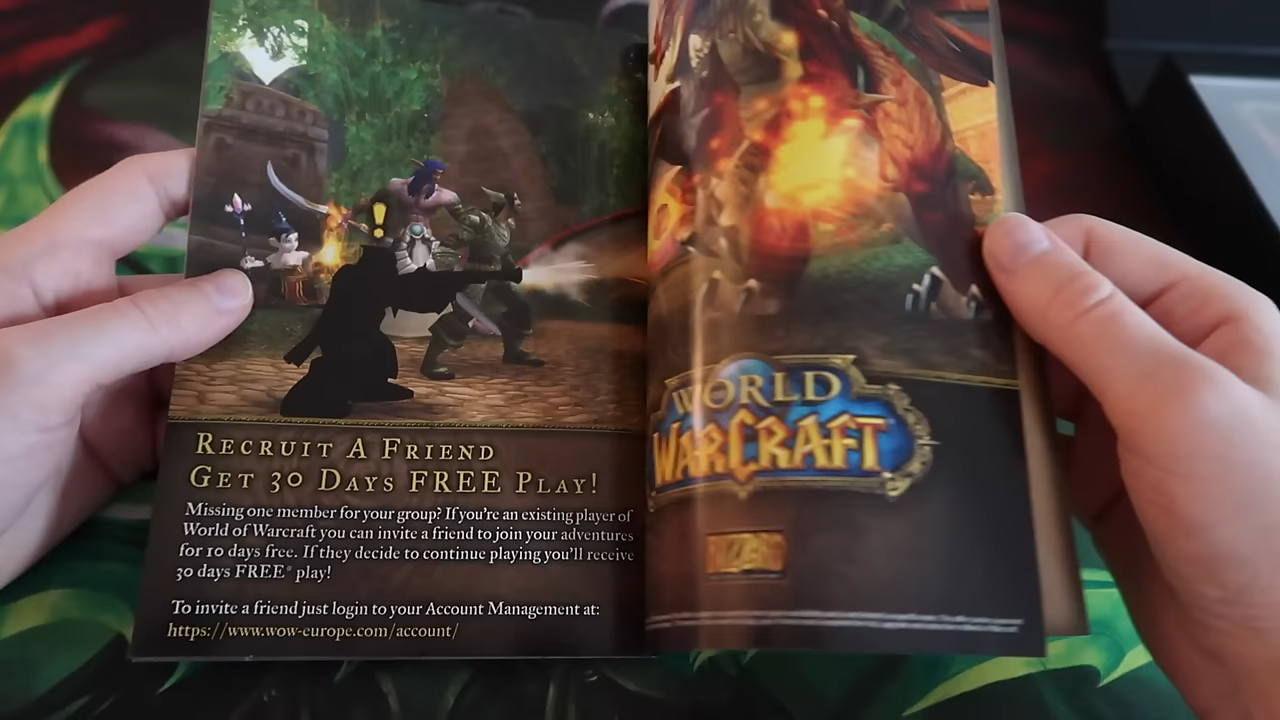 Recruit A Friend
Get 30 Days FREE Play!
Missing one member for your group? If you're an existing player of
World of Warcraft you can invite a friend to join your adventures
for 10 days free. If they decide to continue playing you'll receive
30 days FREE* play!
To invite a friend just login to your Account Management at:
https://www.wow-europe.com/account/
WORLD
WARCRAFT